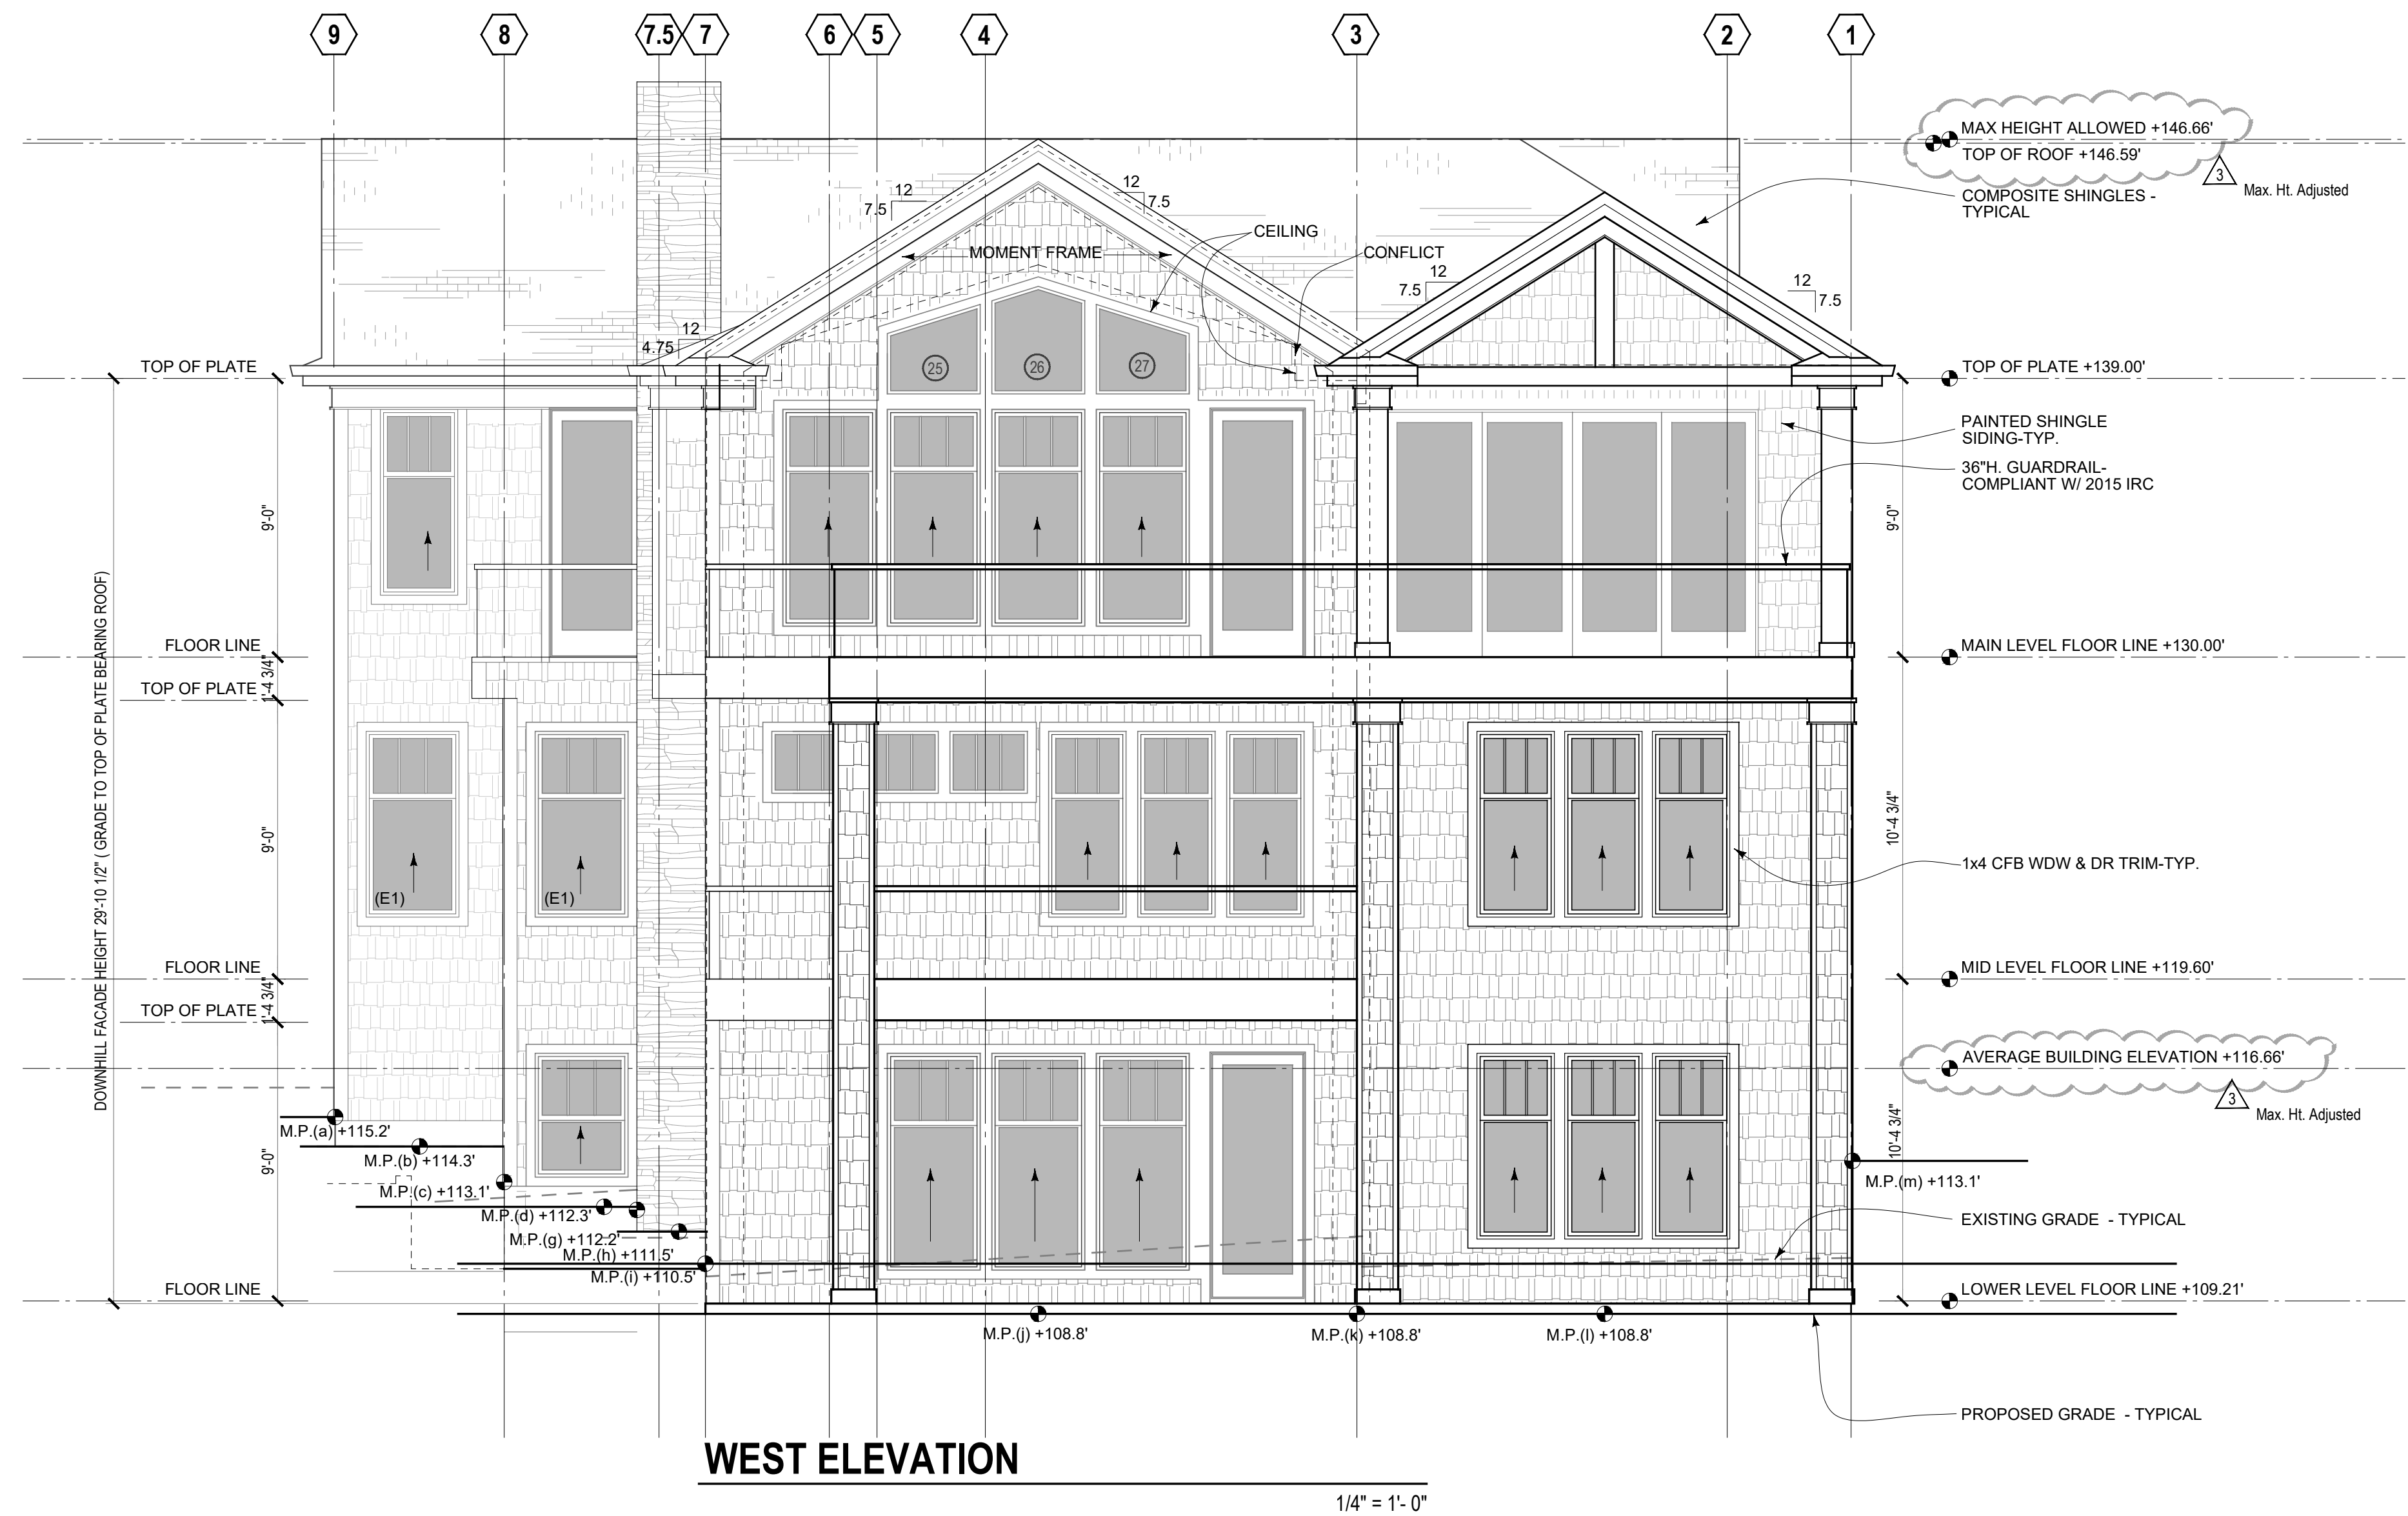 9
8
7.5
7
6
5
4
3
2
1
MAX HEIGHT ALLOWED +146.66'
TOP OF ROOF +146.59'
3
Max. Ht. Adjusted
COMPOSITE SHINGLES -
TYPICAL
12
7.5
12
7.5
CEILING
MOMENT FRAME
CONFLICT
12
7.5
12
7.5
12
4.75
25
26
27
TOP OF PLATE
TOP OF PLATE +139.00'
PAINTED SHINGLE
SIDING-TYP.
36"H. GUARDRAIL-
COMPLIANT W/ 2015 IRC
9'-0"
9'-0"
DOWNHILL FACADE HEIGHT 29'-10 1/2" ( GRADE TO TOP OF PLATE BEARING ROOF)
FLOOR LINE
MAIN LEVEL FLOOR LINE +130.00'
1'-4 3/4"
TOP OF PLATE
9'-0"
10'-4 3/4"
1x4 CFB WDW & DR TRIM-TYP.
(E1)
(E1)
FLOOR LINE
MID LEVEL FLOOR LINE +119.60'
1'-4 3/4"
TOP OF PLATE
AVERAGE BUILDING ELEVATION +116.66'
3
Max. Ht. Adjusted
9'-0"
10'-4 3/4"
M.P.(a) +115.2'
M.P.(b) +114.3'
M.P.(c) +113.1'
M.P.(m) +113.1'
M.P.(d) +112.3'
EXISTING GRADE - TYPICAL
M.P.(g) +112.2'
M.P.(h) +111.5'
M.P.(i) +110.5'
FLOOR LINE
LOWER LEVEL FLOOR LINE +109.21'
M.P.(j) +108.8'
M.P.(k) +108.8'
M.P.(l) +108.8'
PROPOSED GRADE - TYPICAL
WEST ELEVATION
1/4" = 1'- 0"